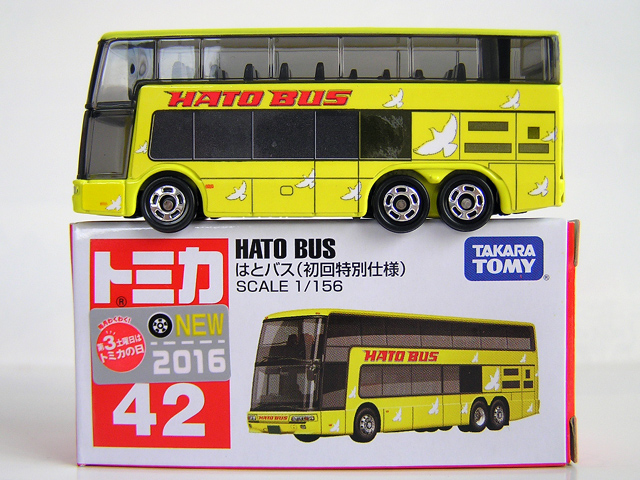 HATO BUS
トミカ
®
HATO BUS
はとバス(初回特別仕様)
SCALE 1/156
TAKARA
TOMY
®
NEW
2016
第3土曜日は
トミカの日
42
HATO BUS
HATO BUS